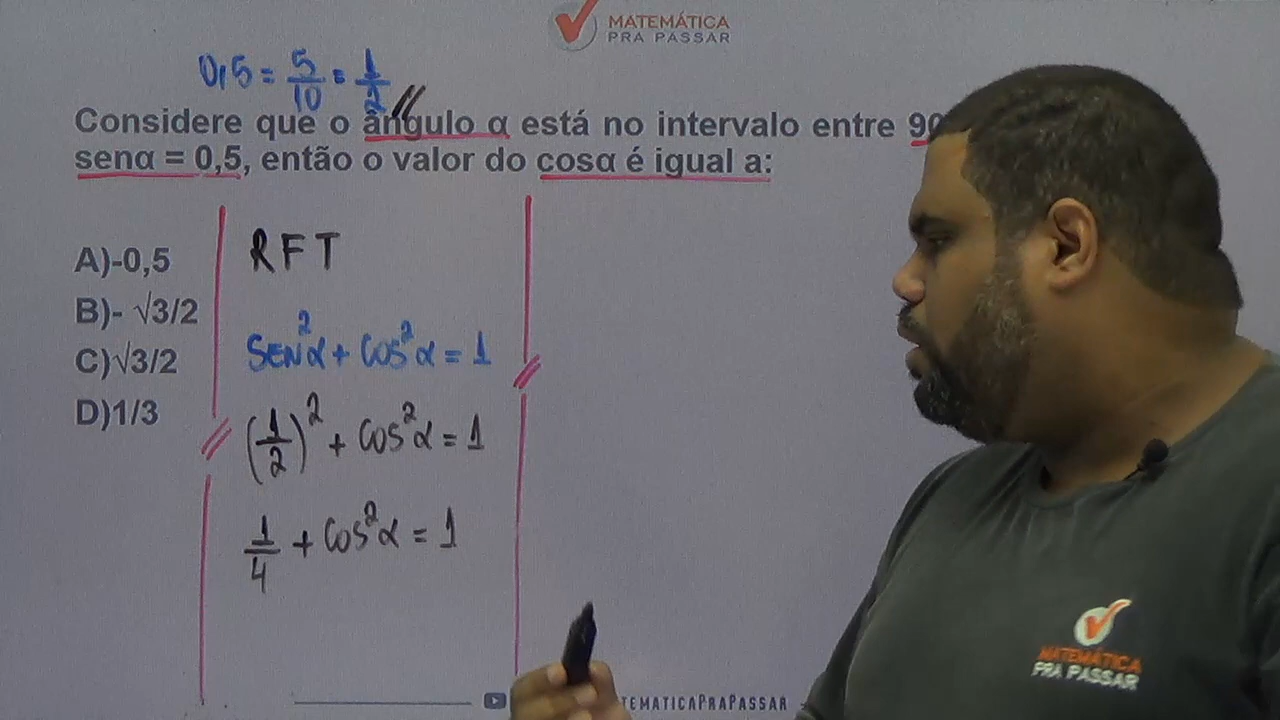 MATEMÁTICA
PRA PASSAR
0,5 = 5/10 = 1/2 //
Considere que o ângulo α está no intervalo entre 90
senα = 0,5, então o valor do cosα é igual a:
A)-0,5
B)- √3/2
C)√3/2
D)1/3
RFT
SEN²α + COS²α = 1
(1/2)² + COS²α = 1
1/4 + COS²α = 1
TEMATICAPRAPASSAR
MATEMÁTICA
PRA PASSAR